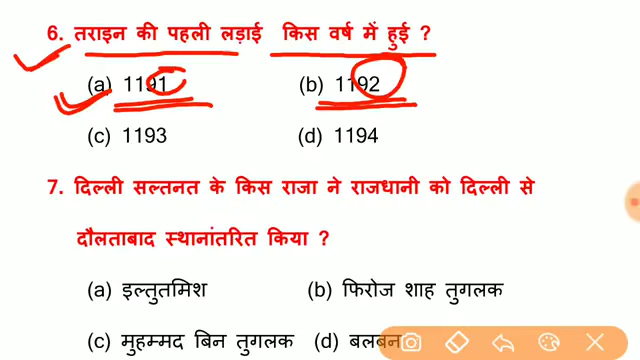 6. तराइन की पहली लड़ाई किस वर्ष में हुई ?
(a) 1191 (b) 1192
(c) 1193 (d) 1194
7. दिल्ली सल्तनत के किस राजा ने राजधानी को दिल्ली से
दौलताबाद स्थानांतरित किया ?
(a) इल्तुतमिश (b) फिरोज शाह तुगलक
(c) मुहम्मद बिन तुगलक (d) बलबन